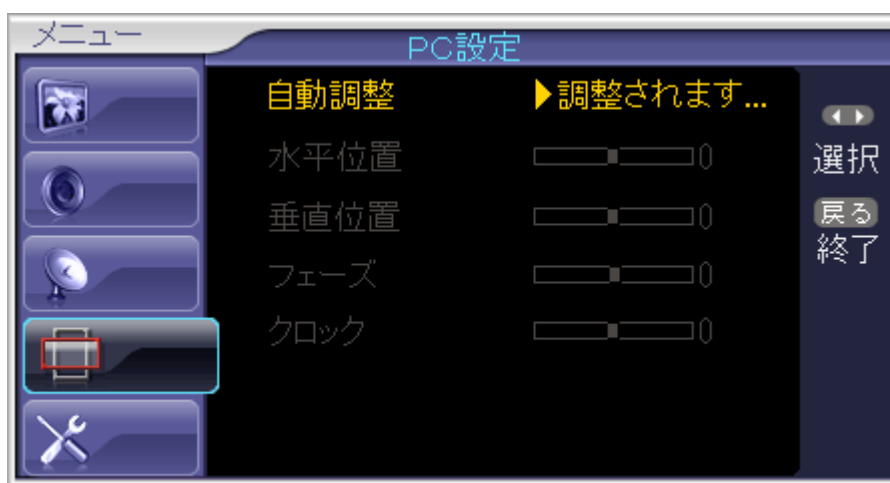 メニュー
PC設定
自動調整 ▶調整されます...
水平位置 0
垂直位置 0
フェーズ 0
クロック 0
選択
戻る
終了